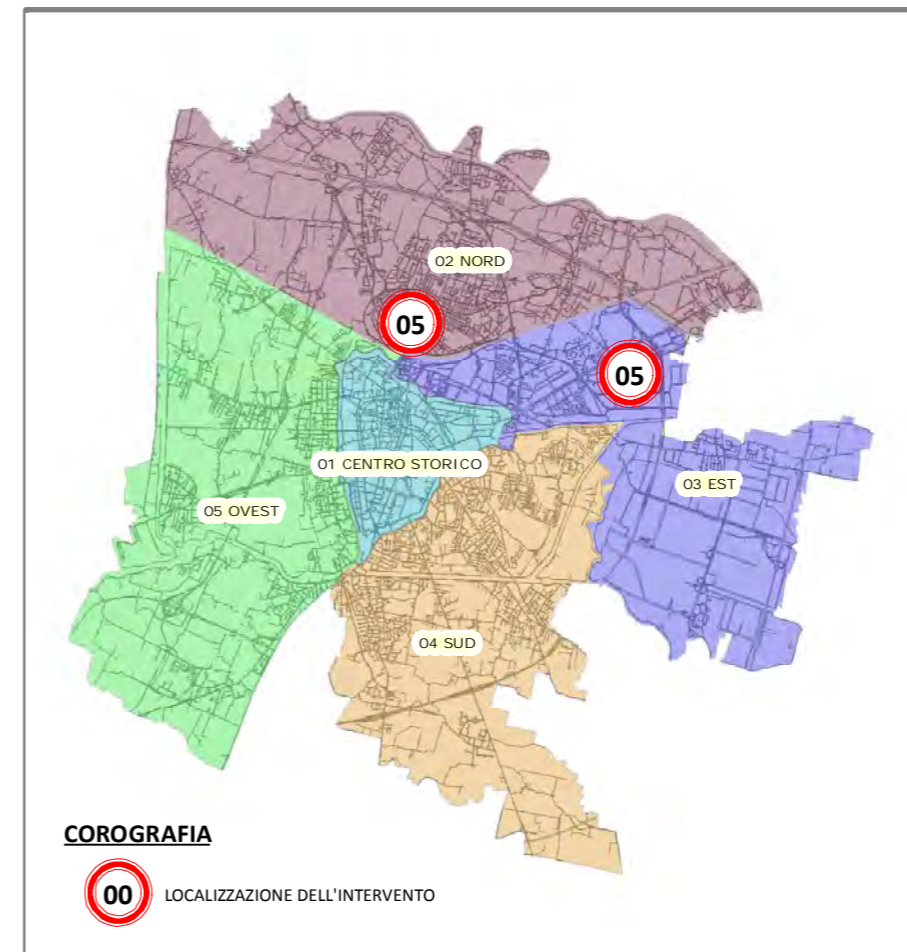 02 NORD
05
05
01 CENTRO STORICO
03 EST
05 OVEST
04 SUD
COROGRAFIA
00 LOCALIZZAZIONE DELL'INTERVENTO